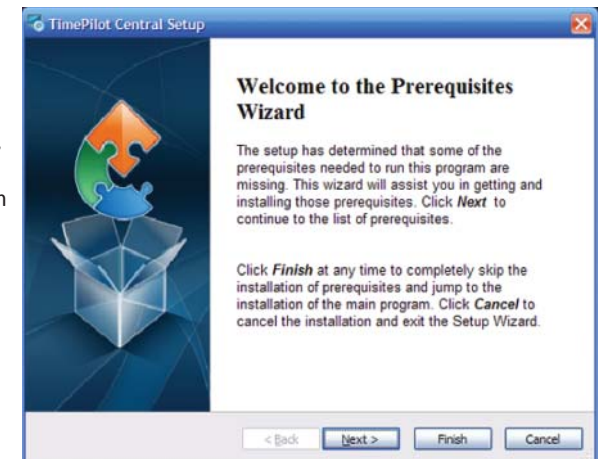 TimePilot Central Setup
Welcome to the Prerequisites
Wizard
The setup has determined that some of the
prerequisites needed to run this program are
missing. This wizard will assist you in getting and
installing those prerequisites. Click Next to
continue to the list of prerequisites.
Click Finish at any time to completely skip the
installation of prerequisites and jump to the
installation of the main program. Click Cancel to
cancel the installation and exit the Setup Wizard.
< Back Next > Finish Cancel